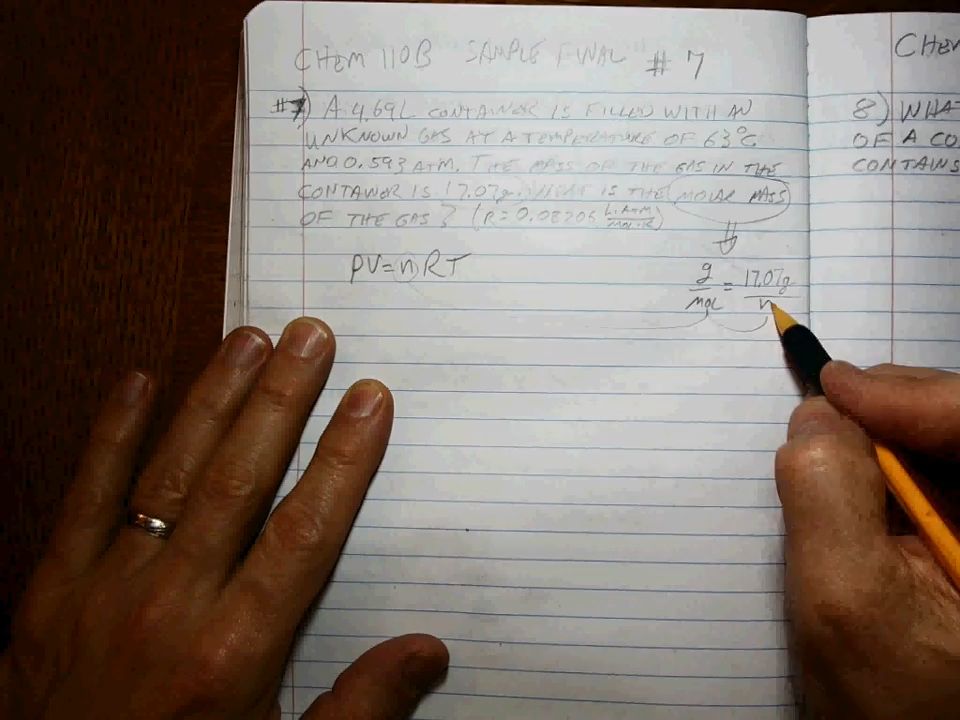 CHEM 110B SAMPLE FINAL # 7
#7) A 4.69L CONTAINER IS FILLED WITH AN
UNKNOWN GAS AT A TEMPERATURE OF 63°C
AND 0.593 ATM. THE MASS OF THE GAS IN THE
CONTAINER IS 17.07g. WHAT IS THE MOLAR MASS
OF THE GAS? (R=0.08206 L.ATM/MOL.K)
PV=nRT
g/mol = 17.07g/n
CHEM
8) WHAT
OF A CO
CONTAINS